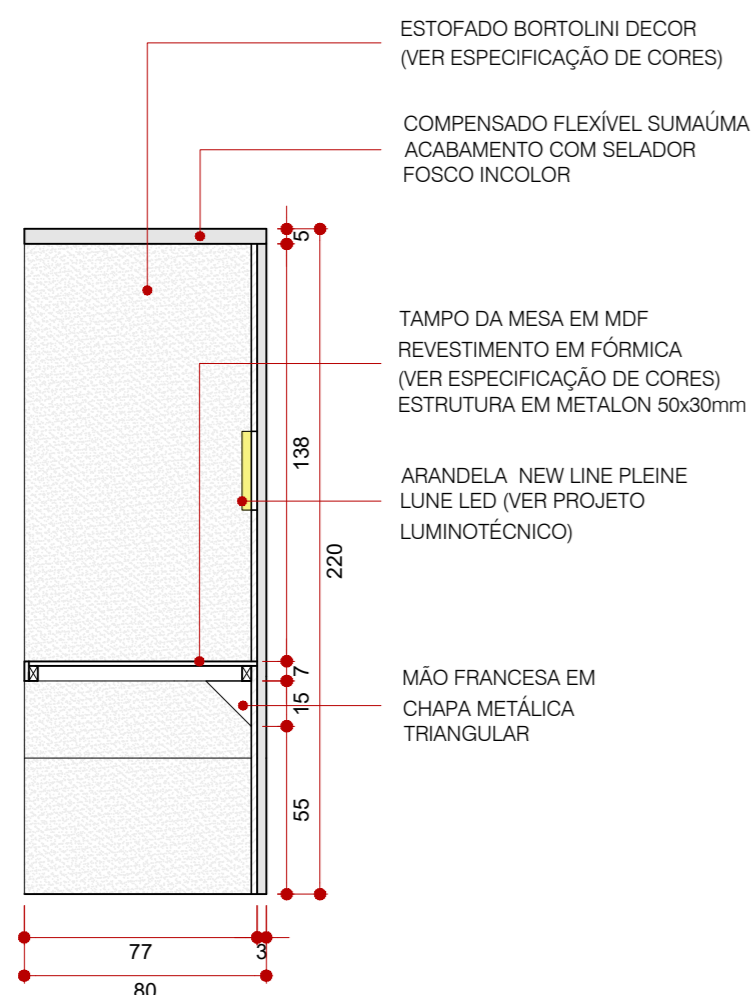 ESTOFADO BORTOLINI DECOR
(VER ESPECIFICAÇÃO DE CORES)
COMPENSADO FLEXÍVEL SUMAÚMA
ACABAMENTO COM SELADOR
FOSCO INCOLOR
5
TAMPO DA MESA EM MDF
REVESTIMENTO EM FÓRMICA
(VER ESPECIFICAÇÃO DE CORES)
ESTRUTURA EM METALON 50x30mm
138
ARANDELA NEW LINE PLEINE
LUNE LED (VER PROJETO
LUMINOTÉCNICO)
220
7
15
MÃO FRANCESA EM
CHAPA METÁLICA
TRIANGULAR
55
77
3
80